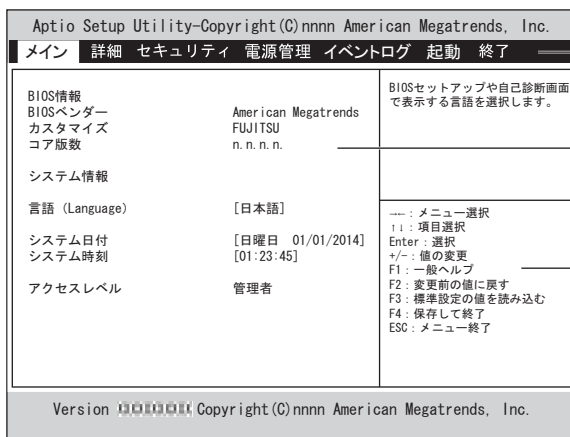 Aptio Setup Utility-Copyright(C)nnnn American Megatrends, Inc.
メイン 詳細 セキュリティ 電源管理 イベントログ 起動 終了
BIOS情報
BIOSベンダー American Megatrends
カスタマイズ FUJITSU
コア版数 n.n.n.n.
システム情報
言語（Language） [日本語]
システム日付 [日曜日 01/01/2014]
システム時刻 [01:23:45]
アクセスレベル 管理者
BIOSセットアップや自己診断画面
で表示する言語を選択します。
→←：メニュー選択
↑↓：項目選択
Enter：選択
+/-：値の変更
F1：一般ヘルプ
F2：変更前の値に戻す
F3：標準設定の値を読み込む
F4：保存して終了
ESC：メニュー終了
Version Copyright(C)nnnn American Megatrends, Inc.